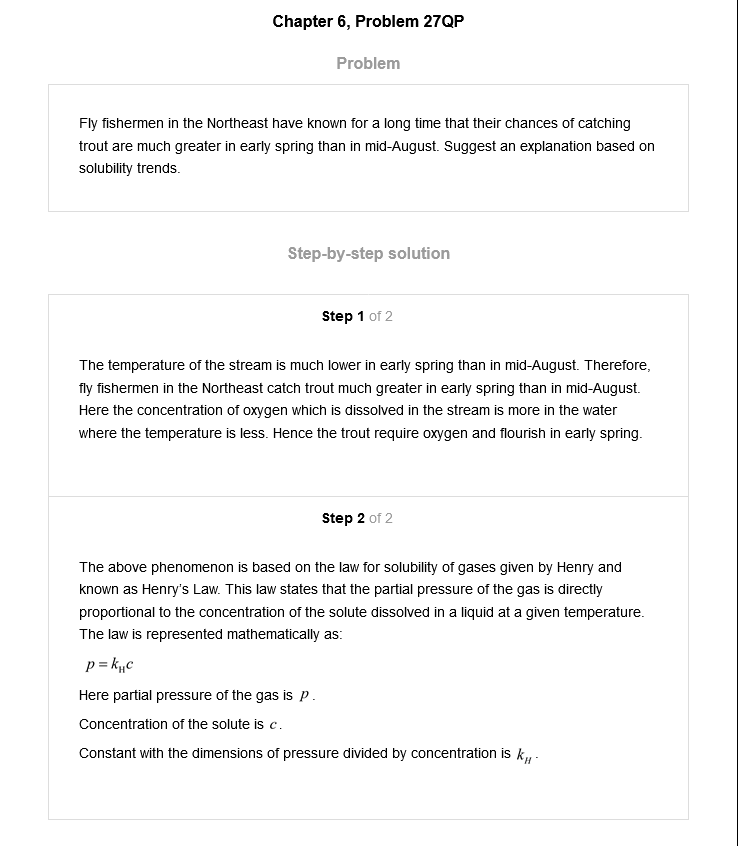 Chapter 6, Problem 27QP
Problem
Fly fishermen in the Northeast have known for a long time that their chances of catching
trout are much greater in early spring than in mid-August. Suggest an explanation based on
solubility trends.
Step-by-step solution
Step 1 of 2
The temperature of the stream is much lower in early spring than in mid-August. Therefore,
fly fishermen in the Northeast catch trout much greater in early spring than in mid-August.
Here the concentration of oxygen which is dissolved in the stream is more in the water
where the temperature is less. Hence the trout require oxygen and flourish in early spring.
Step 2 of 2
The above phenomenon is based on the law for solubility of gases given by Henry and
known as Henry's Law. This law states that the partial pressure of the gas is directly
proportional to the concentration of the solute dissolved in a liquid at a given temperature.
The law is represented mathematically as:
p = k_H c
Here partial pressure of the gas is p.
Concentration of the solute is c.
Constant with the dimensions of pressure divided by concentration is k_H.